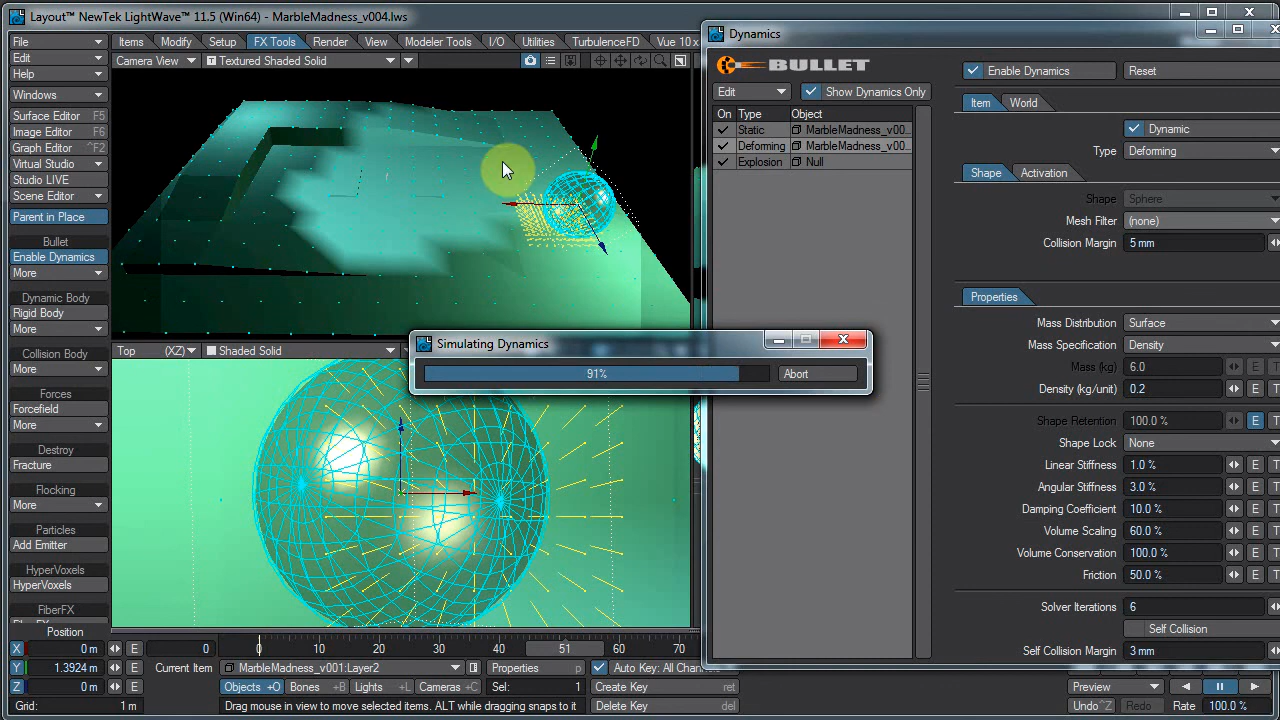 Layout™ NewTek LightWave™ 11.5 (Win64) - MarbleMadness_v004.lws
File
Edit
Help
Windows
Surface Editor F5
Image Editor F6
Graph Editor ^F2
Virtual Studio
Studio LIVE
Scene Editor
Parent in Place
Bullet
Enable Dynamics
More
Dynamic Body
Rigid Body
More
Collision Body
More
Forces
Forcefield
More
Destroy
Fracture
Flocking
More
Particles
Add Emitter
HyperVoxels
HyperVoxels
FiberFX
Items Modify Setup FX Tools Render View Modeler Tools I/O Utilities TurbulenceFD Vue 10x
Camera View Textured Shaded Solid
Top (XZ) Shaded Solid
Simulating Dynamics
91% Abort
Dynamics
BULLET
Edit Show Dynamics Only
On Type Object
Static MarbleMadness_v00...
Deforming MarbleMadness_v00...
Explosion Null
Enable Dynamics Reset
Item World
Dynamic
Type Deforming
Shape Activation
Shape Sphere
Mesh Filter (none)
Collision Margin 5 mm
Properties
Mass Distribution Surface
Mass Specification Density
Mass (kg) 6.0 E T
Density (kg/unit) 0.2 E T
Shape Retention 100.0 % E T
Shape Lock None
Linear Stiffness 1.0 % E T
Angular Stiffness 3.0 % E T
Damping Coefficient 10.0 % E T
Volume Scaling 60.0 % E T
Volume Conservation 100.0 % E T
Friction 50.0 % E T
Solver Iterations 6
Self Collision
Self Collision Margin 3 mm
Position
X 0 m E
Y 1.3924 m E
Z 0 m E
Grid: 1 m
0 0 10 20 30 40 51 60 70
Current Item MarbleMadness_v001:Layer2 Properties p Auto Key: All Chan
Objects +O Bones +B Lights +L Cameras +C Sel: 1 Create Key ret
Drag mouse in view to move selected items. ALT while dragging snaps to it Delete Key del
Preview
Undo ^Z Redo Rate 100.0 %